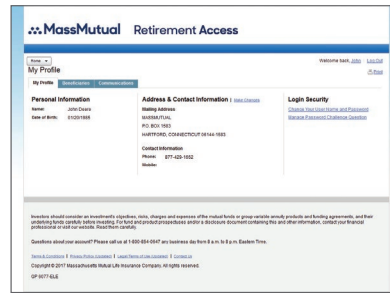 MassMutual Retirement Access
Home
Welcome back, John Log Out
My Profile
Print
My Profile Beneficiaries Communications
Personal Information
Name: John Deale
Date of Birth: 01/20/1985
Address & Contact Information | Make Changes
Mailing Address
MASSMUTUAL
P.O. BOX 1583
HARTFORD, CONNECTICUT 06144-1583
Contact Information
Phone: 877-429-1052
Mobile:
Login Security
Change Your User Name and Password
Manage Password Challenge Question
Investors should consider an investment's objectives, risks, charges and expenses of the mutual funds or group variable annuity products and funding agreements, and their
underlying funds carefully before investing. For fund and product prospectuses and/or a disclosure document containing this and other information, contact your financial
professional or visit our website. Read them carefully.
Questions about your account? Please call us at 1-800-854-0647 any business day from 8 a.m. to 8 p.m. Eastern Time.
Terms & Conditions | Privacy Policy (Updated) | Legal/Terms of Use (Updated) | Contact Us
Copyright © 2017 Massachusetts Mutual Life Insurance Company. All rights reserved.
GP 6077-ELE